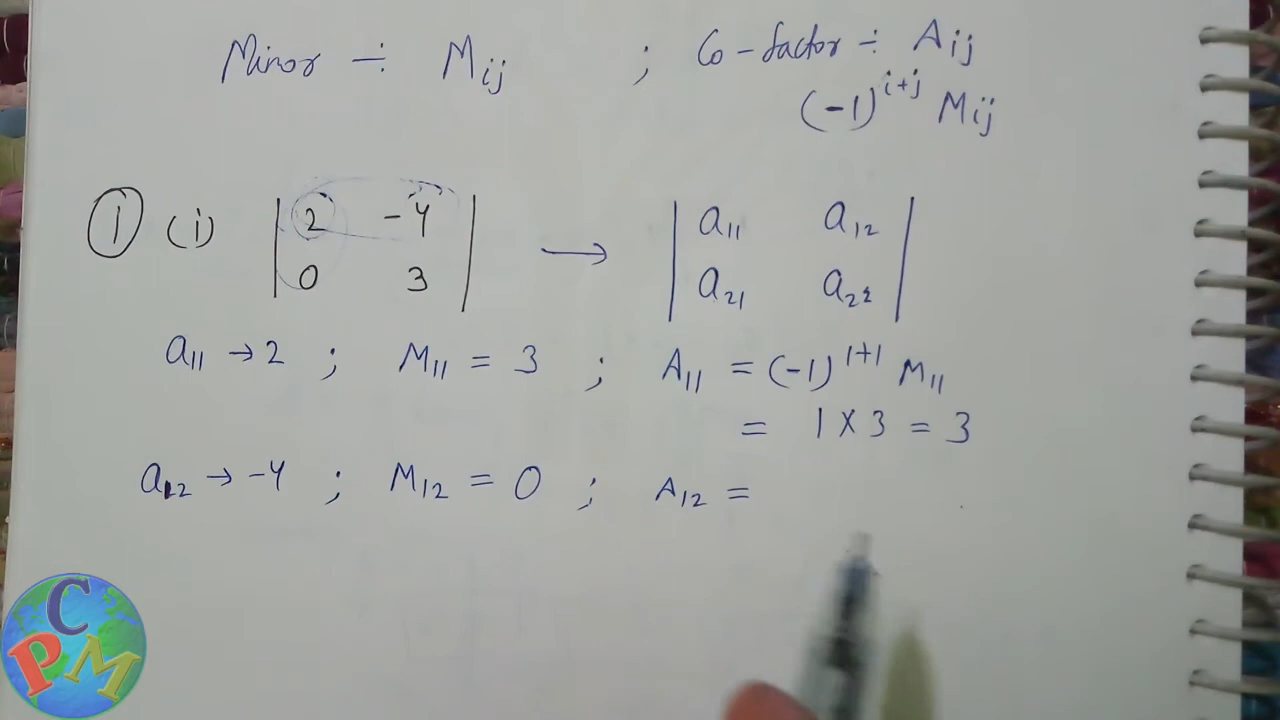 Minor ÷ Mij ; Co-factor ÷ Aij
(-1)^i+j Mij
① (i) | 2 -4 | → | a11 a12 |
| 0 3 | | a21 a22 |
a11 → 2 ; M11 = 3 ; A11 = (-1)^1+1 M11
= 1 × 3 = 3
a12 → -4 ; M12 = 0 ; A12 =
CPM